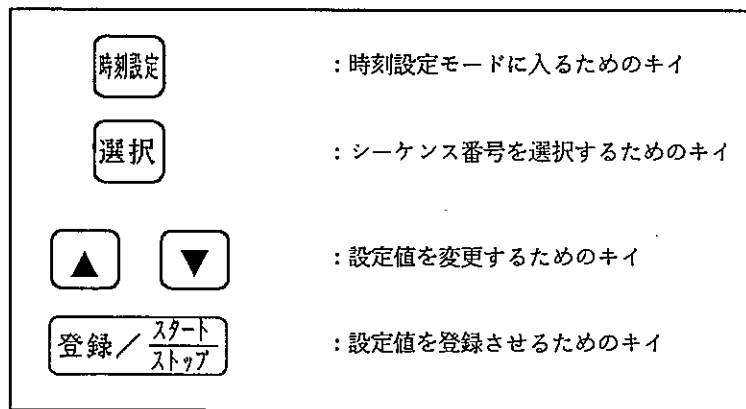 時刻設定 :時刻設定モードに入るためのキイ
選択 :シーケンス番号を選択するためのキイ
▲ ▼ :設定値を変更するためのキイ
登録/スタート/ストップ :設定値を登録させるためのキイ